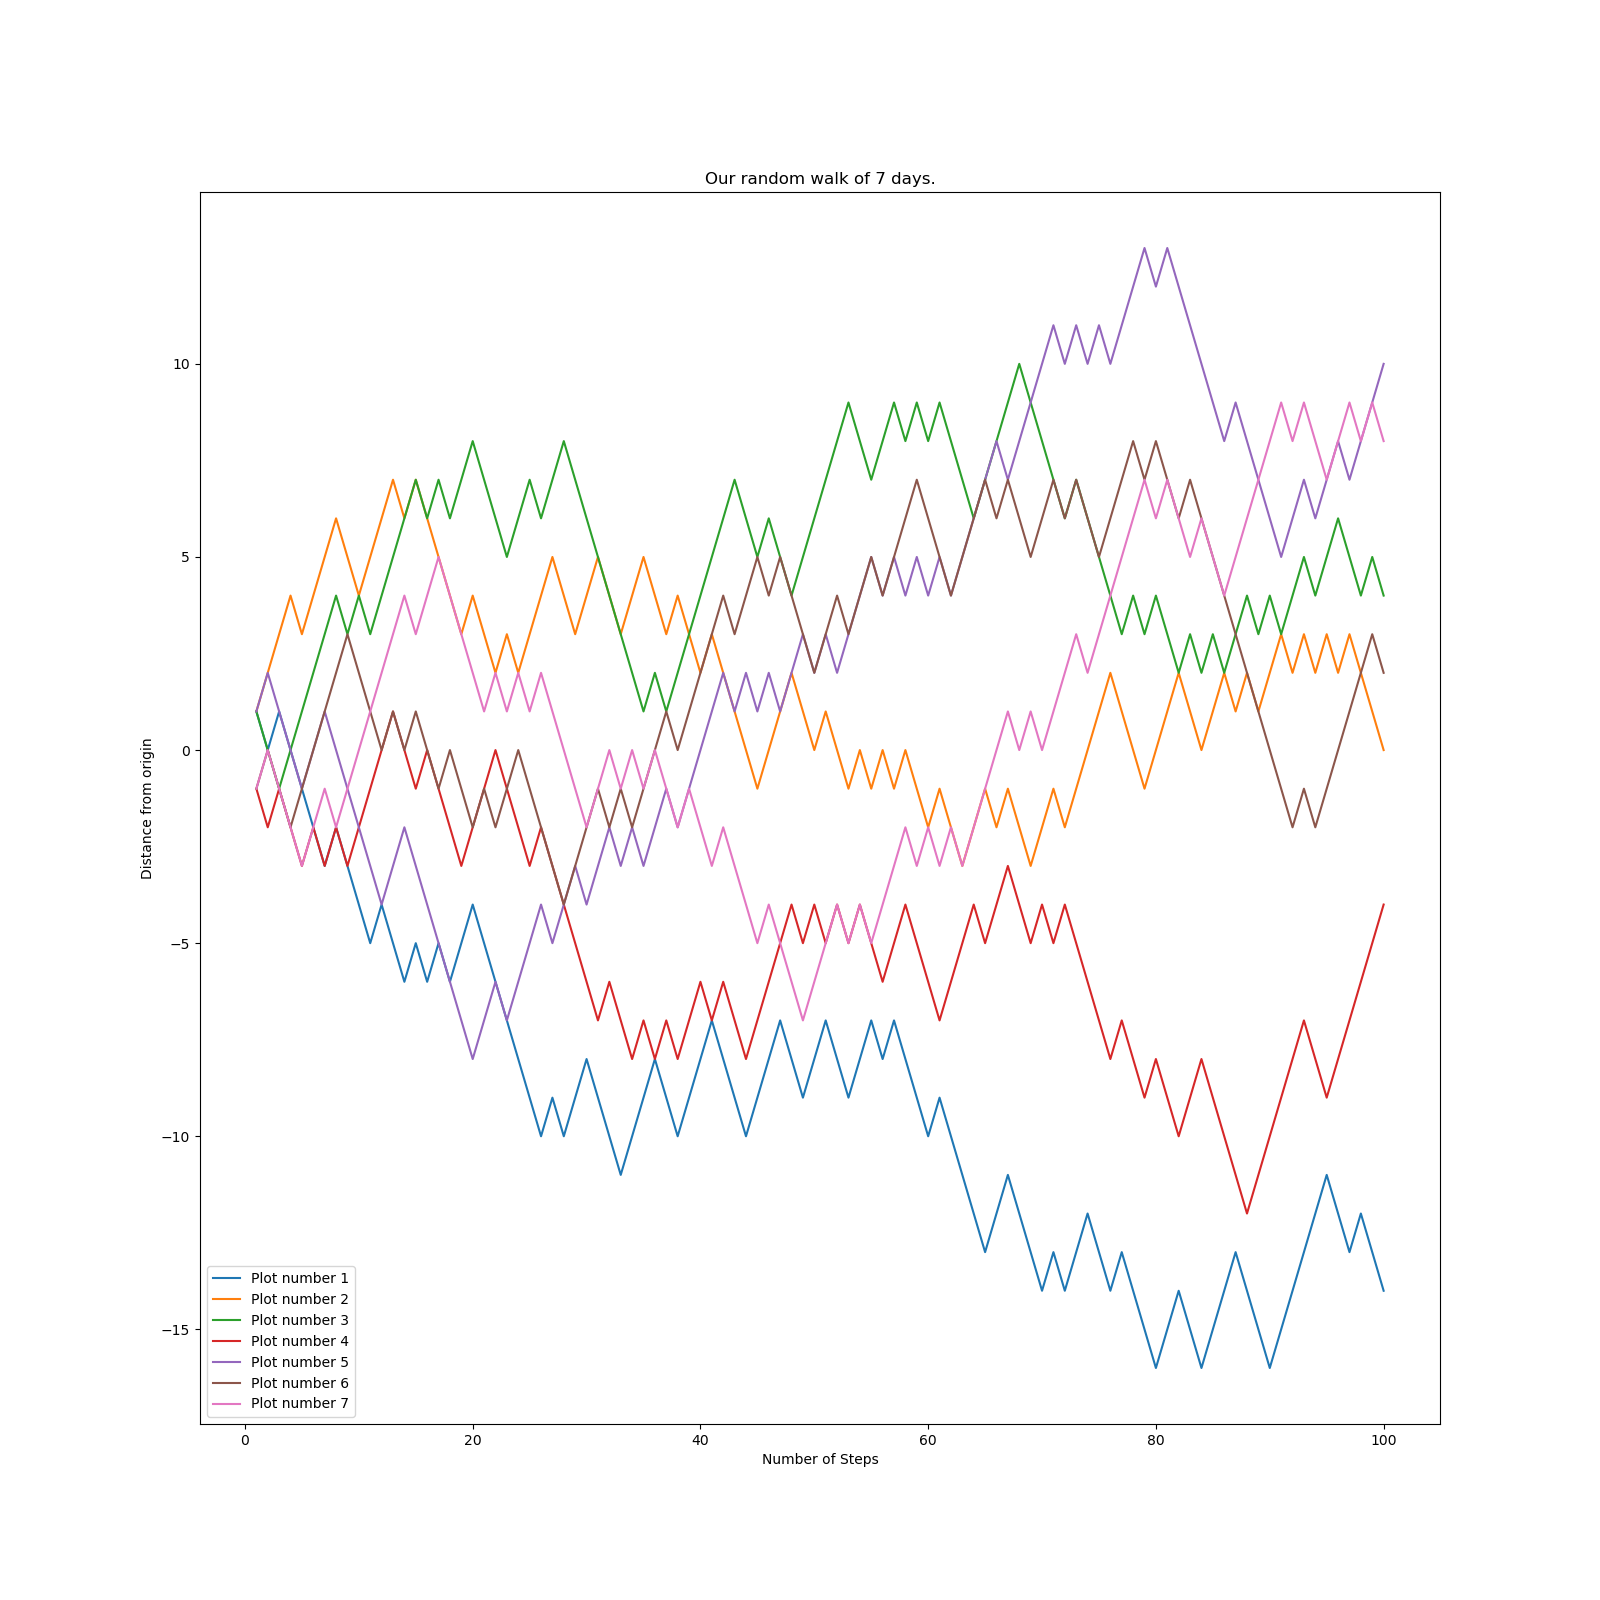 Our random walk of 7 days.
Distance from origin
10
5
0
−5
−10
−15
Plot number 1
Plot number 2
Plot number 3
Plot number 4
Plot number 5
Plot number 6
Plot number 7
0 20 40 60 80 100
Number of Steps